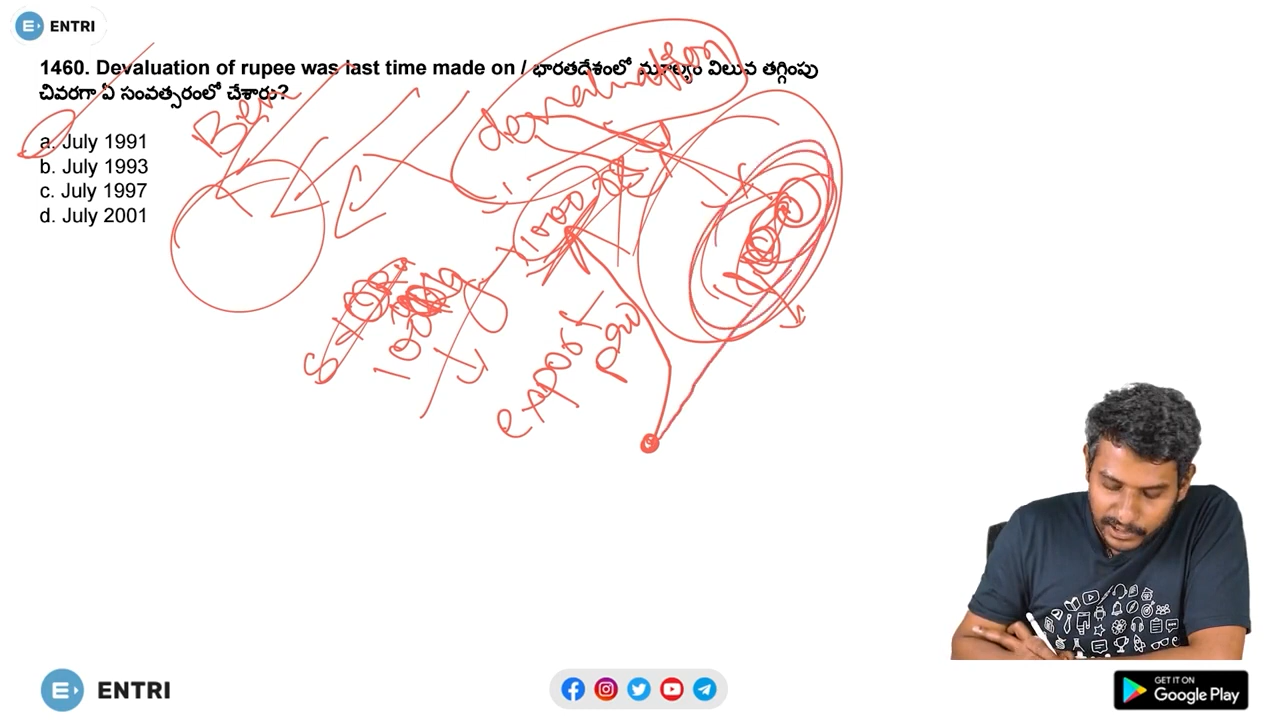 ENTRI
1460. Devaluation of rupee was last time made on / భారతదేశంలో మూల్యం విలువ తగ్గింపు
చివరగా ఏ సంవత్సరంలో చేశారు?
a. July 1991
b. July 1993
c. July 1997
d. July 2001
devaluation
1000
export
ENTRI
GET IT ON
Google Play